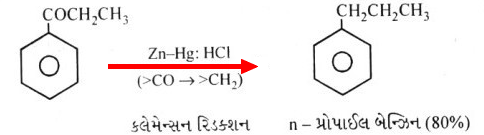 COCH₂CH₃
Zn–Hg: HCl
(>CO → >CH₂)
ક્લેમેન્સન રિડક્શન
CH₂CH₂CH₃
n – પ્રોપાઈલ બેન્ઝિન (80%)